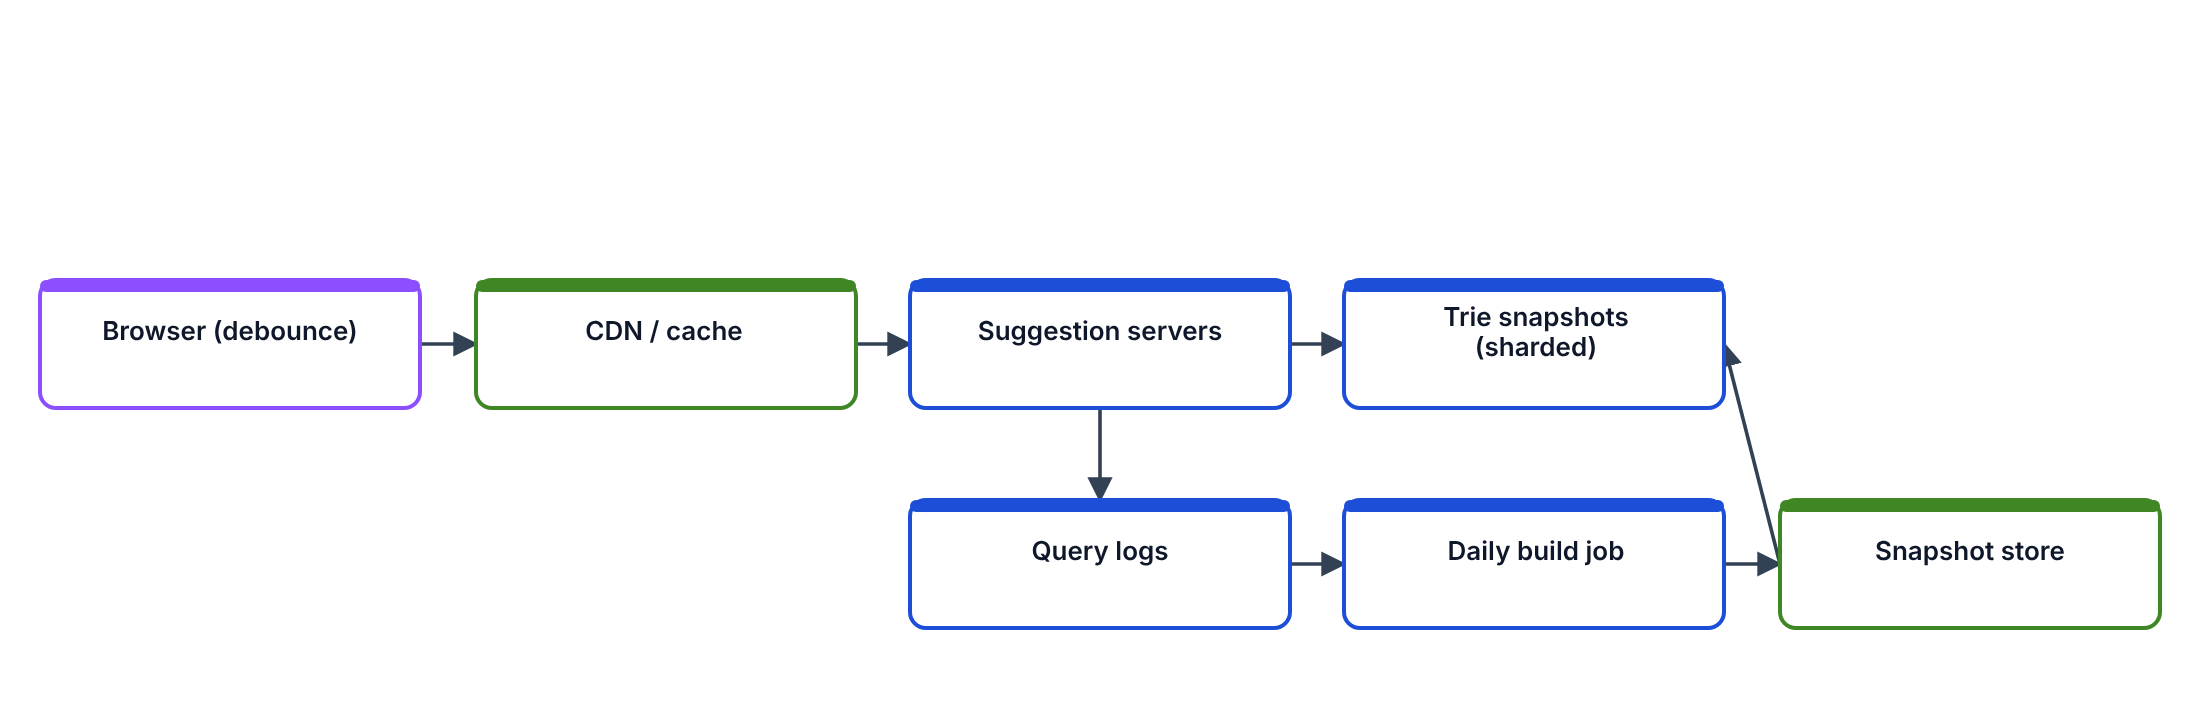 Browser (debounce)
CDN / cache
Suggestion servers
Trie snapshots
(sharded)
Query logs
Daily build job
Snapshot store